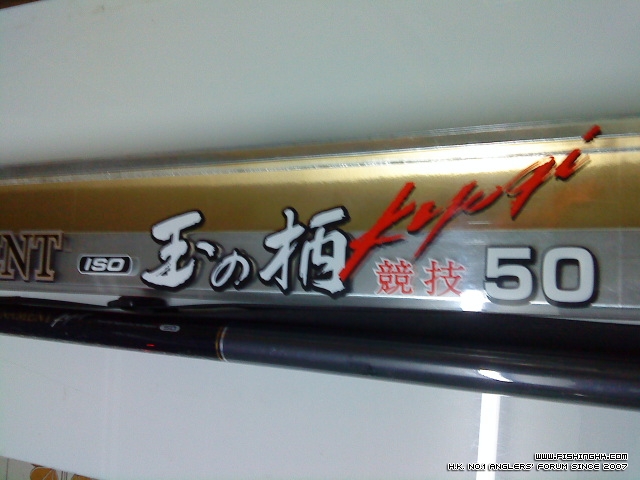 NT ISO 玉の柄 Kyogi 競技 50
WWW.FISHINGHK.COM
H.K. NO.1 ANGLERS' FORUM SINCE 2007